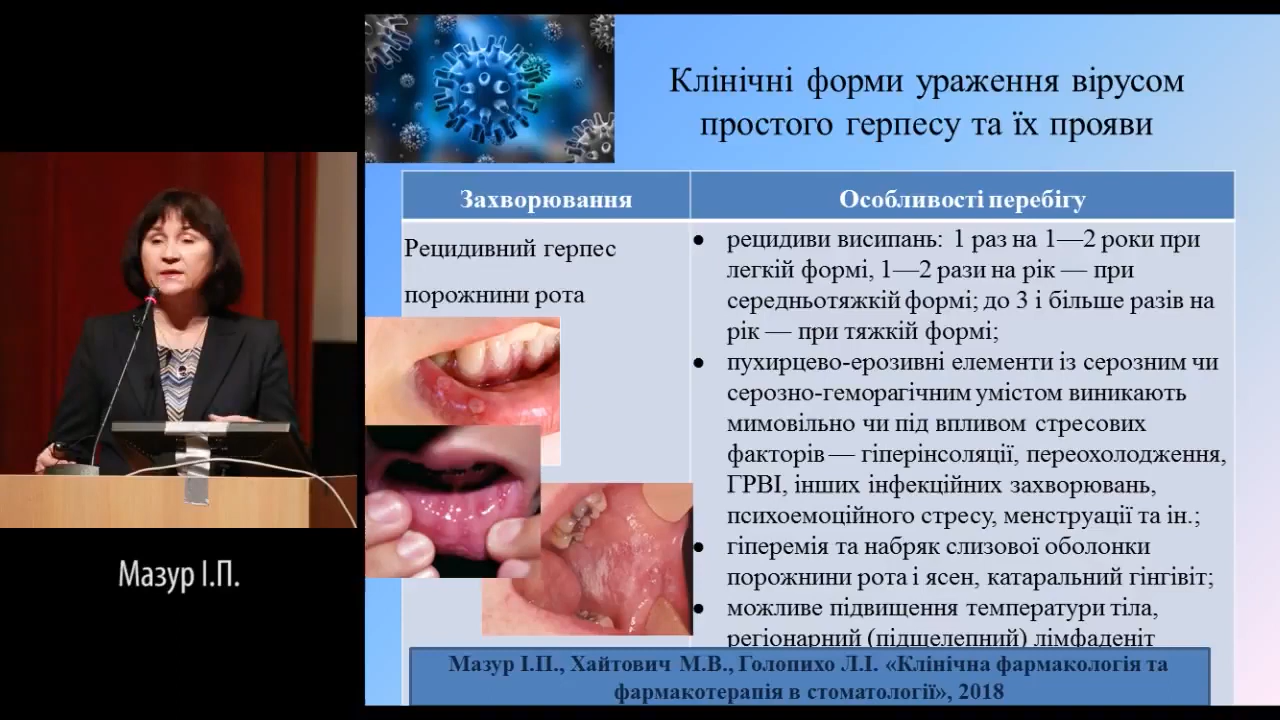 Клінічні форми ураження вірусом
простого герпесу та їх прояви
Захворювання
Особливості перебігу
Рецидивний герпес
порожнини рота
● рецидиви висипань: 1 раз на 1—2 роки при
легкій формі, 1—2 рази на рік — при
середньотяжкій формі; до 3 і більше разів на
рік — при тяжкій формі;
● пухирцево-ерозивні елементи із серозним чи
серозно-геморагічним умістом виникають
мимовільно чи під впливом стресових
факторів — гіперінсоляції, переохолодження,
ГРВІ, інших інфекційних захворювань,
психоемоційного стресу, менструації та ін.;
● гіперемія та набряк слизової оболонки
порожнини рота і ясен, катаральний гінгівіт;
● можливе підвищення температури тіла,
регіонарний (підщелепний) лімфаденіт
Мазур І.П., Хайтович М.В., Голопихо Л.І. «Клінічна фармакологія та
фармакотерапія в стоматології», 2018
Мазур І.П.